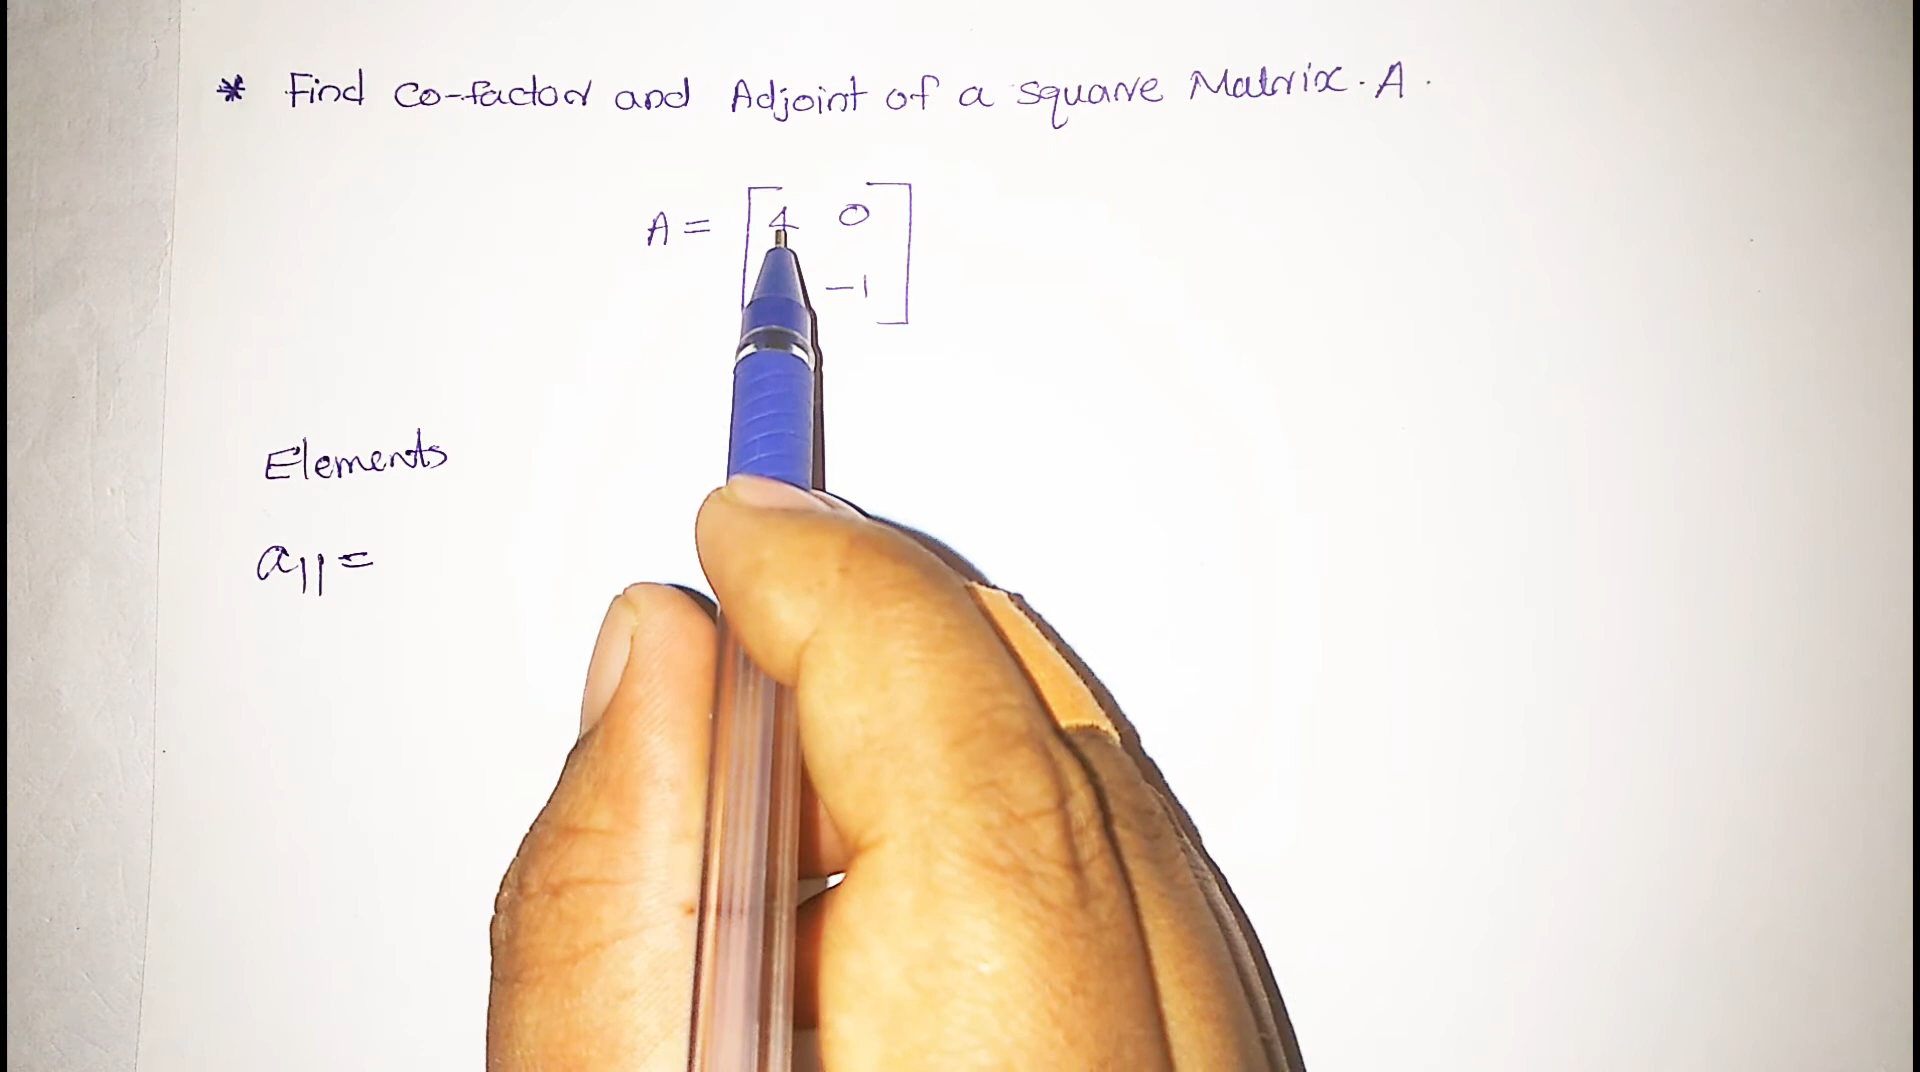 * Find co-factor and Adjoint of a square Matrix. A.
A = [4 0
-1]
Elements
a11 =